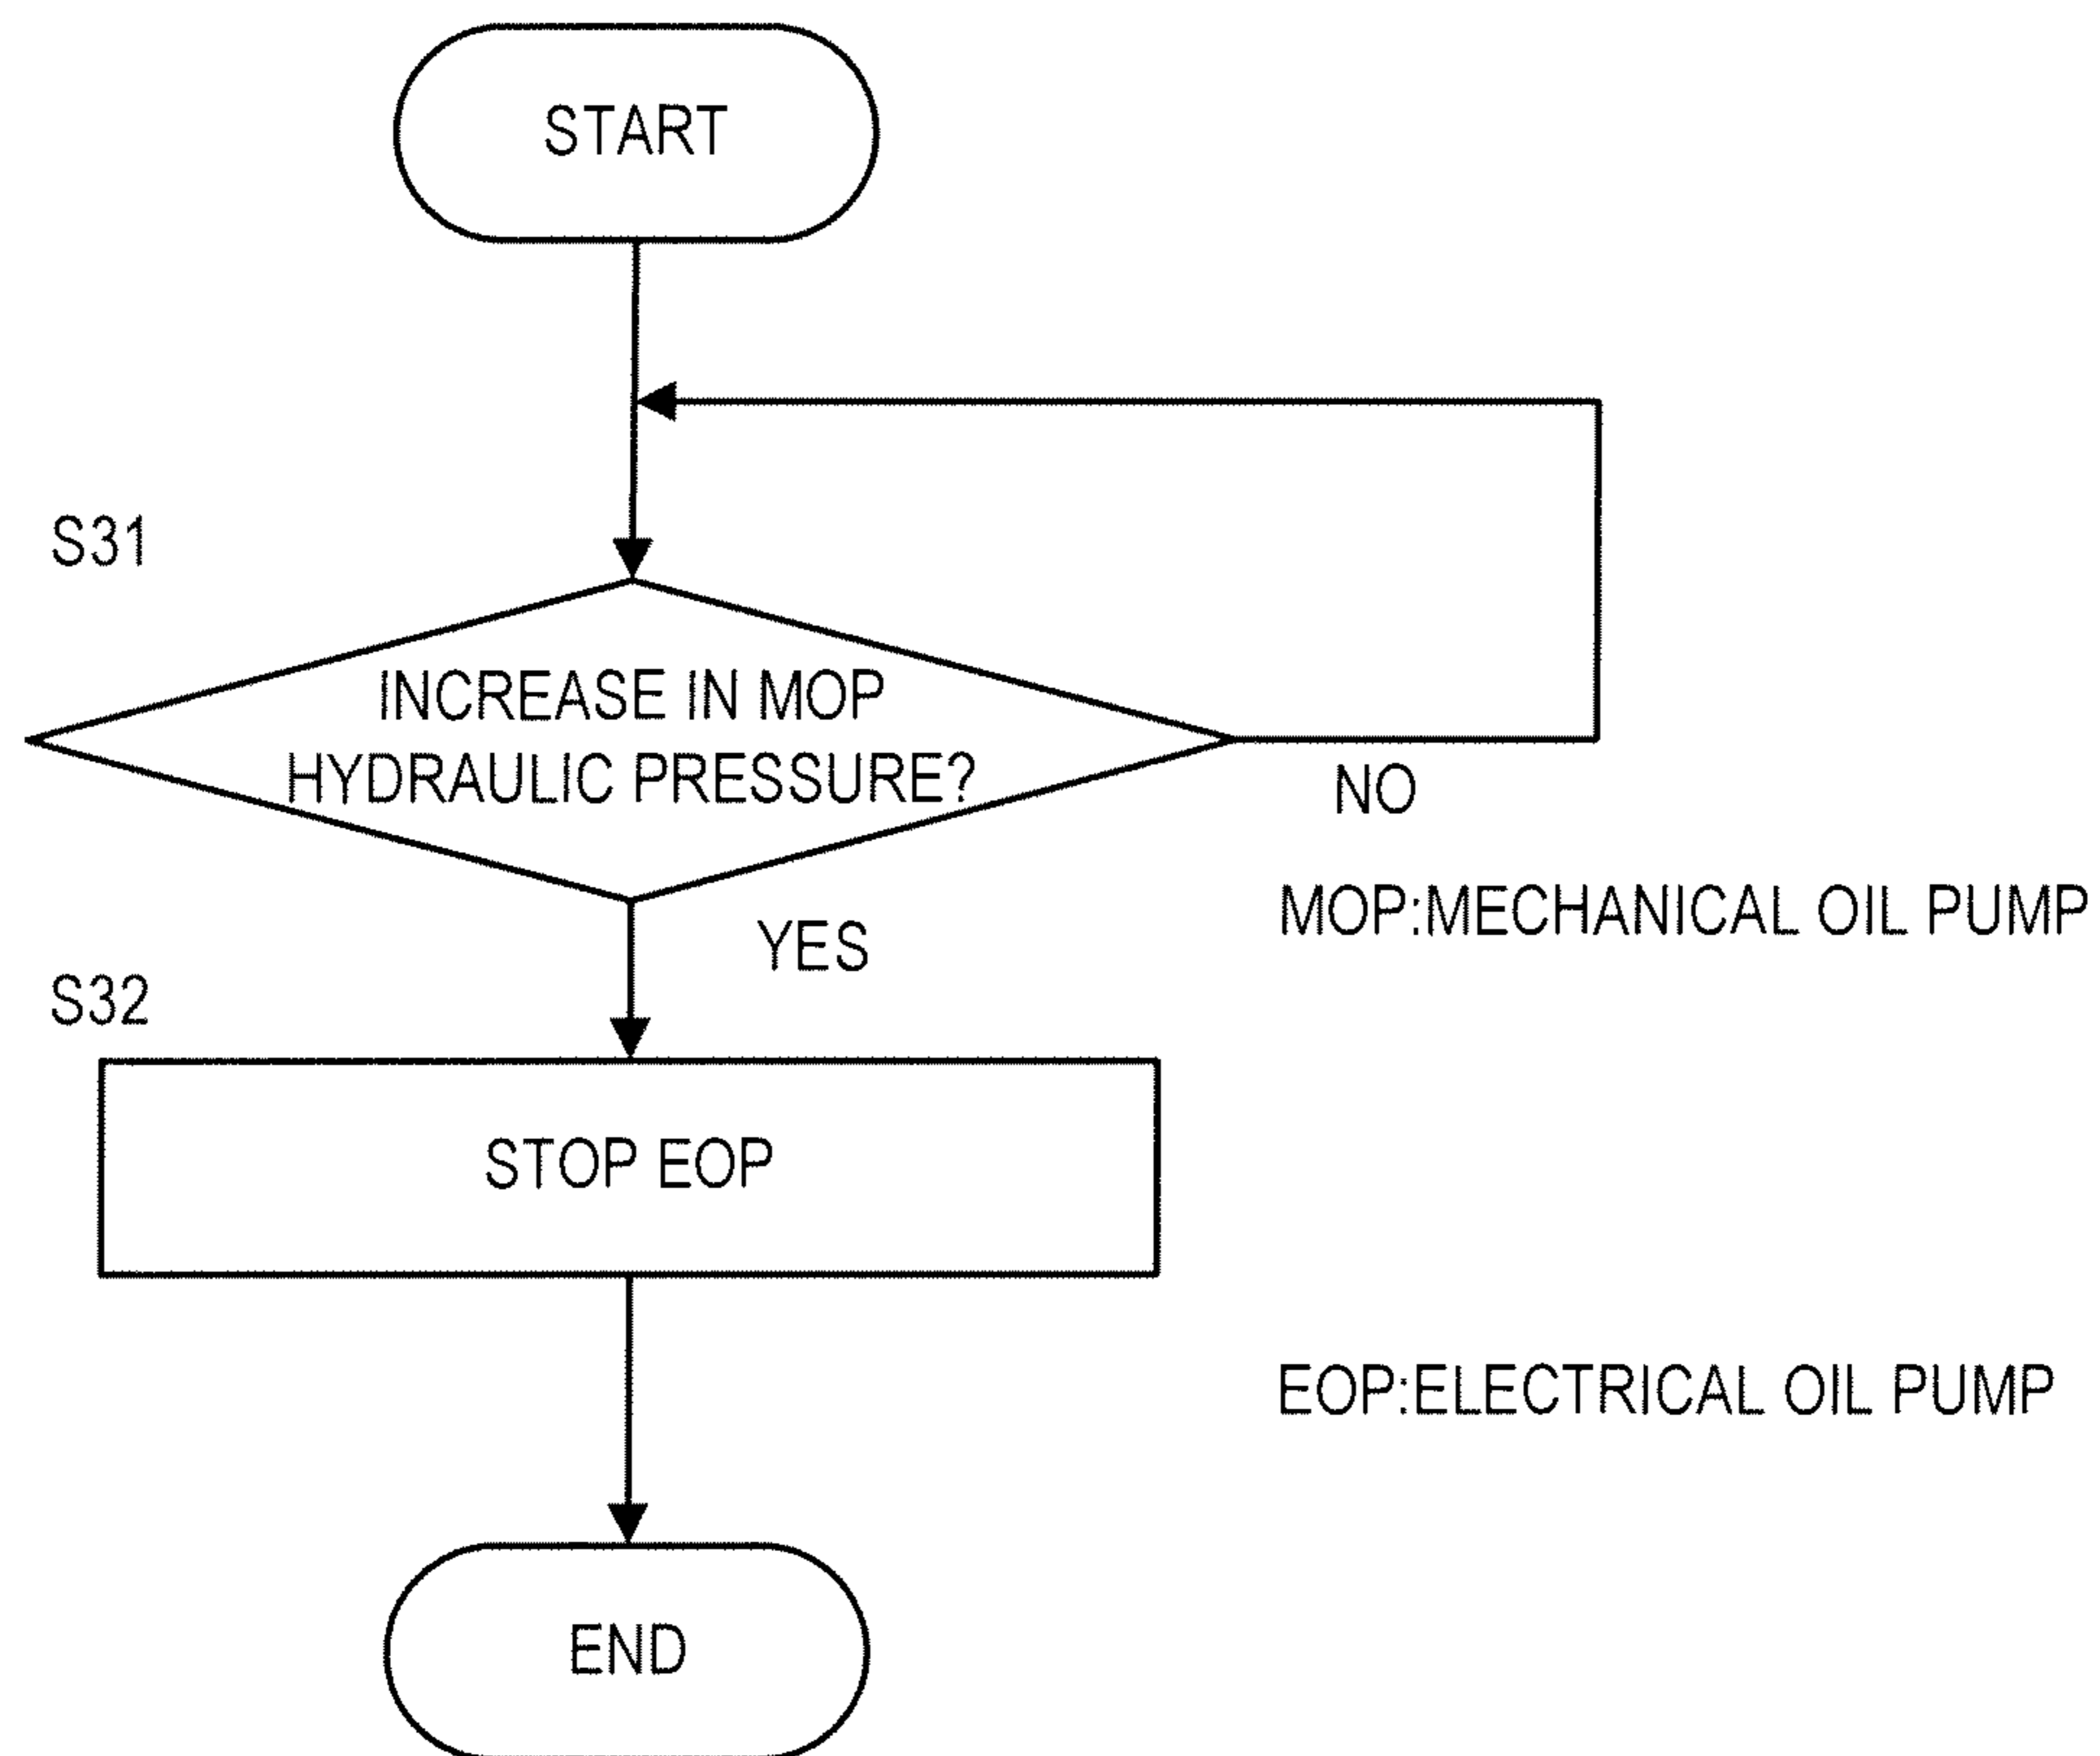 START
S31
INCREASE IN MOP
HYDRAULIC PRESSURE?
NO
MOP:MECHANICAL OIL PUMP
YES
S32
STOP EOP
EOP:ELECTRICAL OIL PUMP
END